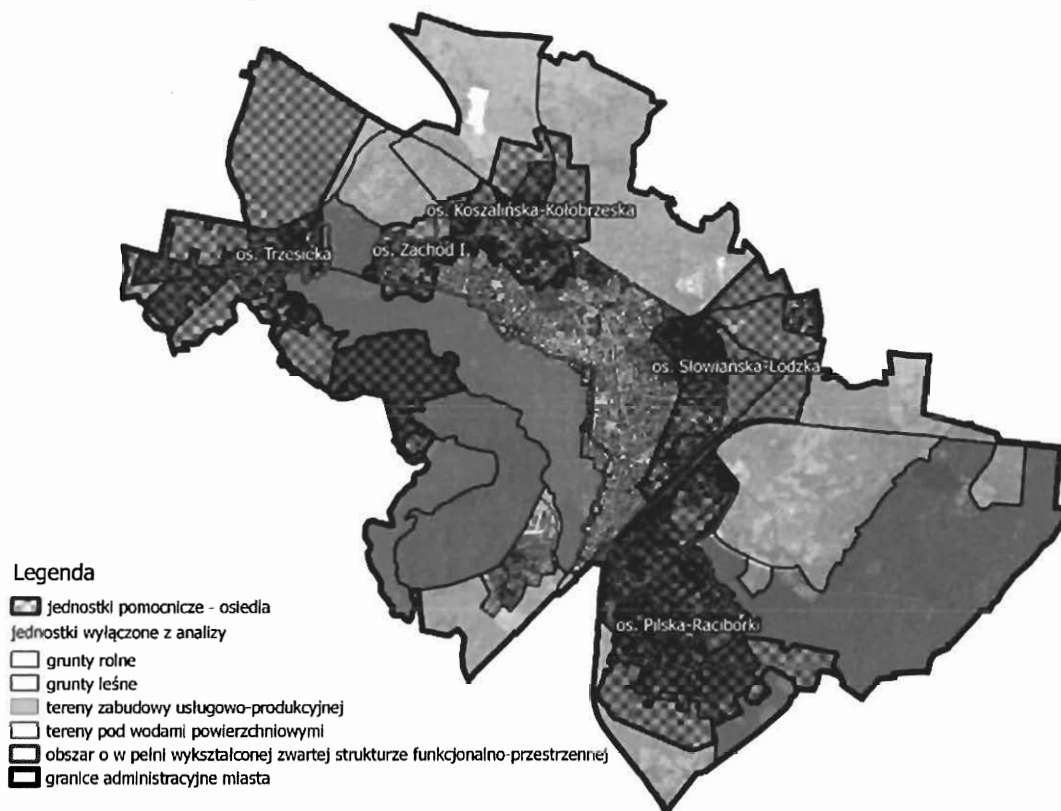 os. Koszalińska-Kołobrzeska
os. Trzesieka
os. Zachód I.
os. Słowiańska-Łódzka
os. Pilska-Raciborki
Legenda
jednostki pomocnicze - osiedla
jednostki wyłączone z analizy
grunty rolne
grunty leśne
tereny zabudowy usługowo-produkcyjnej
tereny pod wodami powierzchniowymi
obszar o w pełni wykształconej zwartej strukturze funkcjonalno-przestrzennej
granice administracyjne miasta